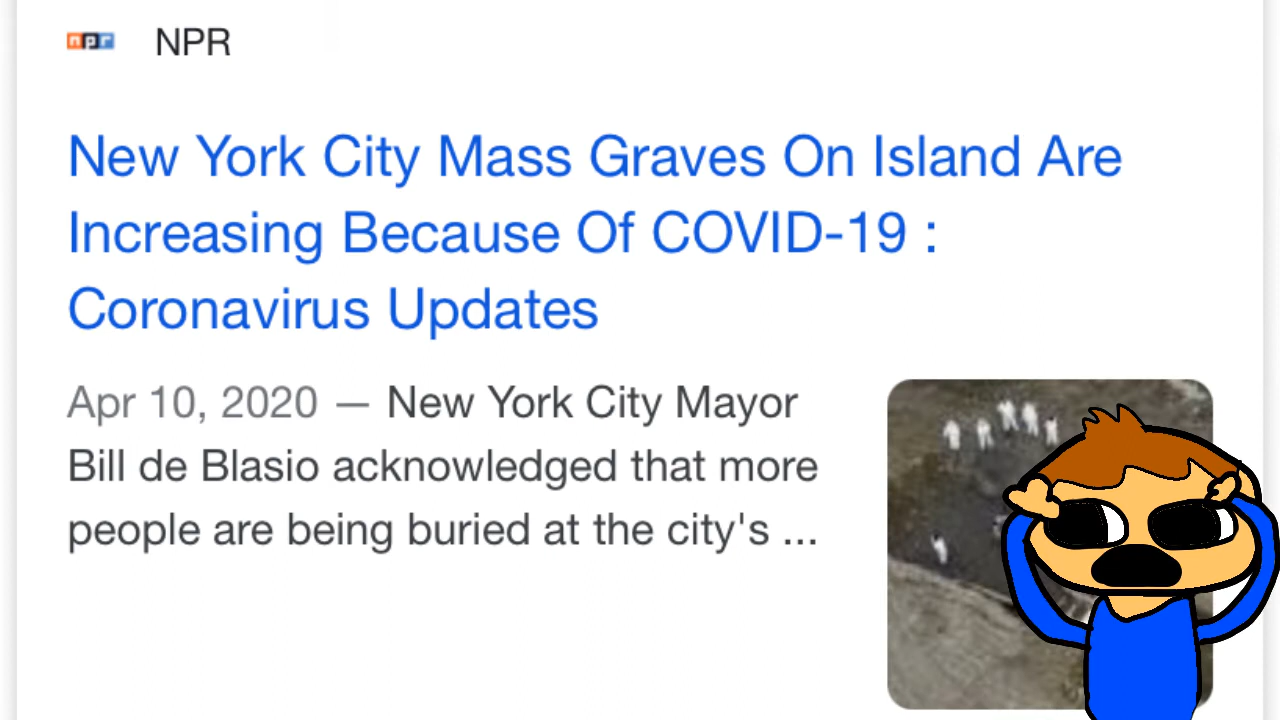 npr NPR
New York City Mass Graves On Island Are
Increasing Because Of COVID-19 :
Coronavirus Updates
Apr 10, 2020 — New York City Mayor
Bill de Blasio acknowledged that more
people are being buried at the city's ...